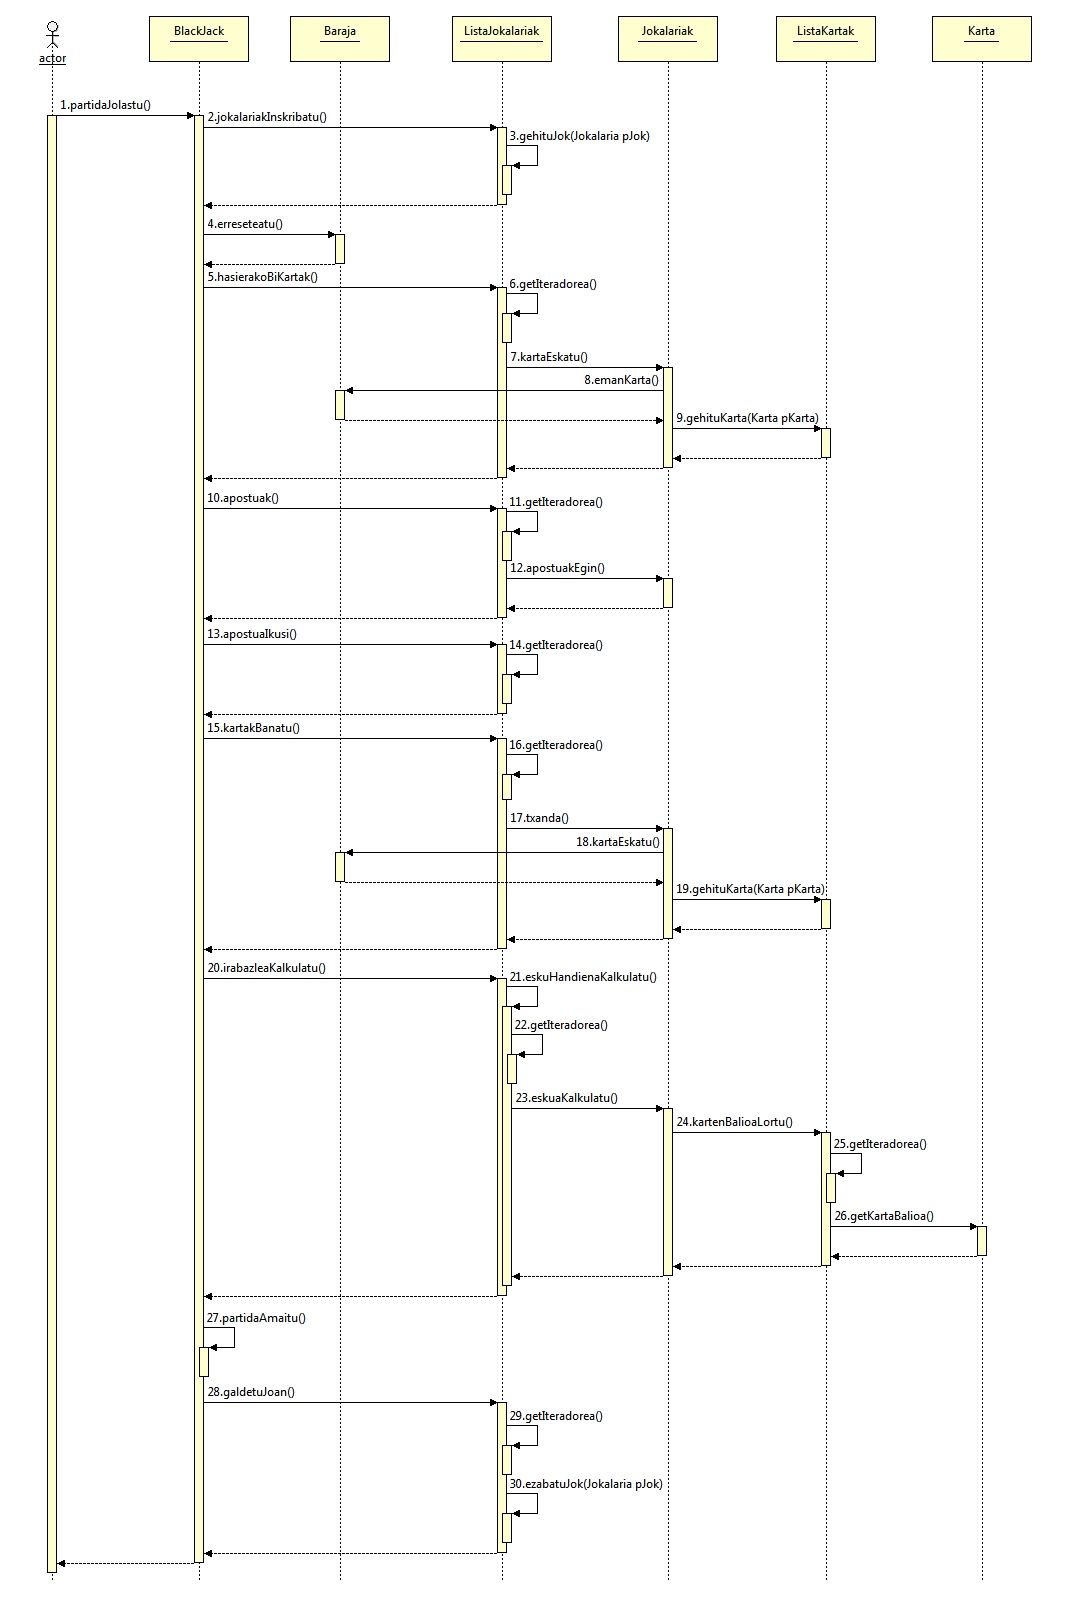 actor
BlackJack
Baraja
ListaJokalariak
Jokalariak
ListaKartak
Karta
1.partidaJolastu()
2.jokalariakInskribatu()
3.gehituJok(Jokalaria pJok)
4.erreseteatu()
5.hasierakoBiKartak()
6.getIteradorea()
7.kartaEskatu()
8.emanKarta()
9.gehituKarta(Karta pKarta)
10.apostuak()
11.getIteradorea()
12.apostuakEgin()
13.apostuaIkusi()
14.getIteradorea()
15.kartakBanatu()
16.getIteradorea()
17.txanda()
18.kartaEskatu()
19.gehituKarta(Karta pKarta)
20.irabazleaKalkulatu()
21.eskuHandienaKalkulatu()
22.getIteradorea()
23.eskuaKalkulatu()
24.kartenBalioaLortu()
25.getIteradorea()
26.getKartaBalioa()
27.partidaAmaitu()
28.galdetuJoan()
29.getIteradorea()
30.ezabatuJok(Jokalaria pJok)